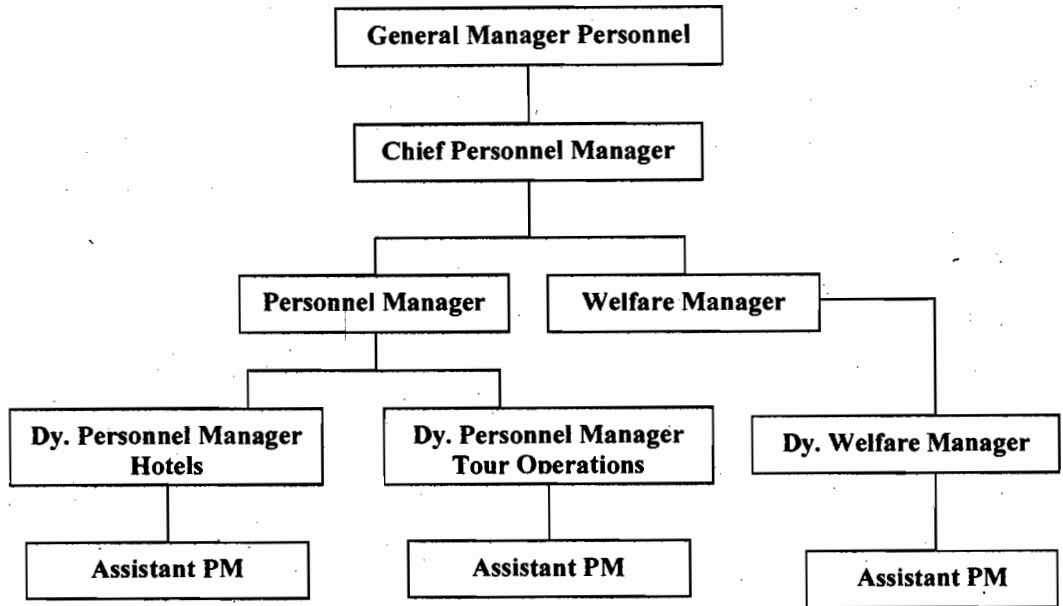 General Manager Personnel
Chief Personnel Manager
Personnel Manager
Welfare Manager
Dy. Personnel Manager
Hotels
Dy. Personnel Manager
Tour Operations
Dy. Welfare Manager
Assistant PM
Assistant PM
Assistant PM